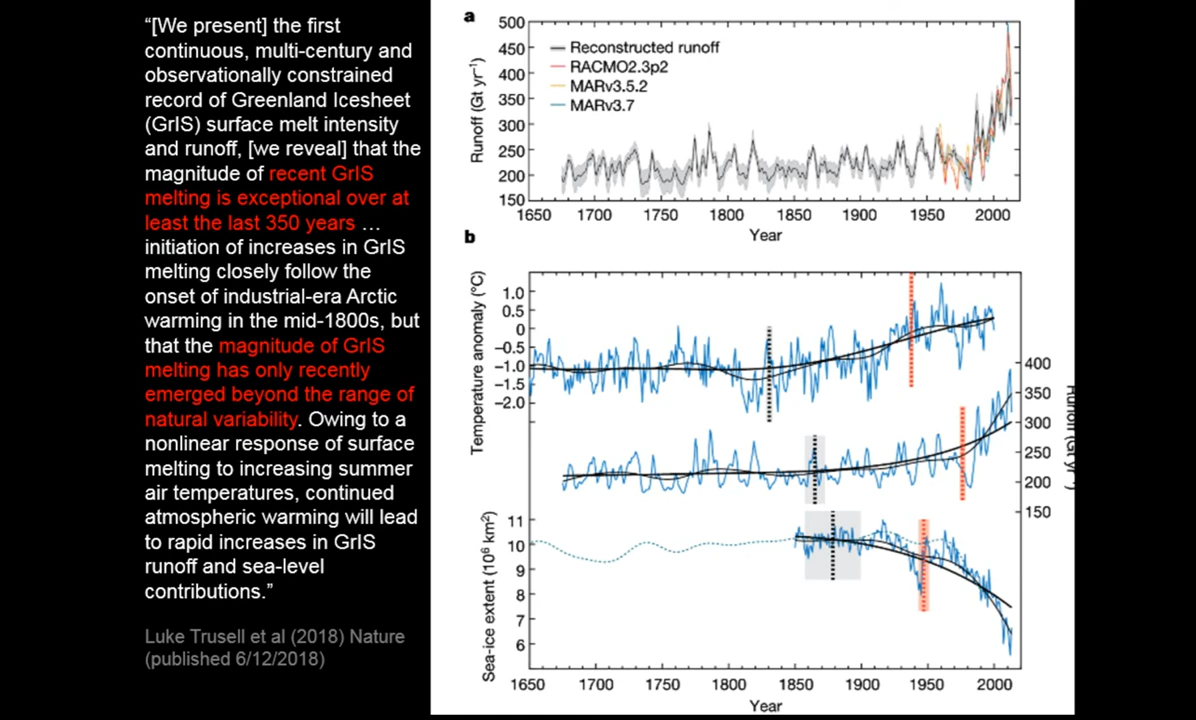 “[We present] the first
continuous, multi-century and
observationally constrained
record of Greenland Icesheet
(GrIS) surface melt intensity
and runoff, [we reveal] that the
magnitude of recent GrIS
melting is exceptional over at
least the last 350 years …
initiation of increases in GrIS
melting closely follow the
onset of industrial-era Arctic
warming in the mid-1800s, but
that the magnitude of GrIS
melting has only recently
emerged beyond the range of
natural variability. Owing to a
nonlinear response of surface
melting to increasing summer
air temperatures, continued
atmospheric warming will lead
to rapid increases in GrIS
runoff and sea-level
contributions.”
Luke Trusell et al (2018) Nature
(published 6/12/2018)
a
Runoff (Gt yr⁻¹)
500
450
400
350
300
250
200
150
Reconstructed runoff
RACMO2.3p2
MARv3.5.2
MARv3.7
1650 1700 1750 1800 1850 1900 1950 2000
Year
b
Temperature anomaly (°C)
1.0
0.5
0
−0.5
−1.0
−1.5
−2.0
400
350
300
250
200
150
Runoff (Gt yr⁻¹)
Sea-ice extent (10⁶ km²)
11
10
9
8
7
6
1650 1700 1750 1800 1850 1900 1950 2000
Year